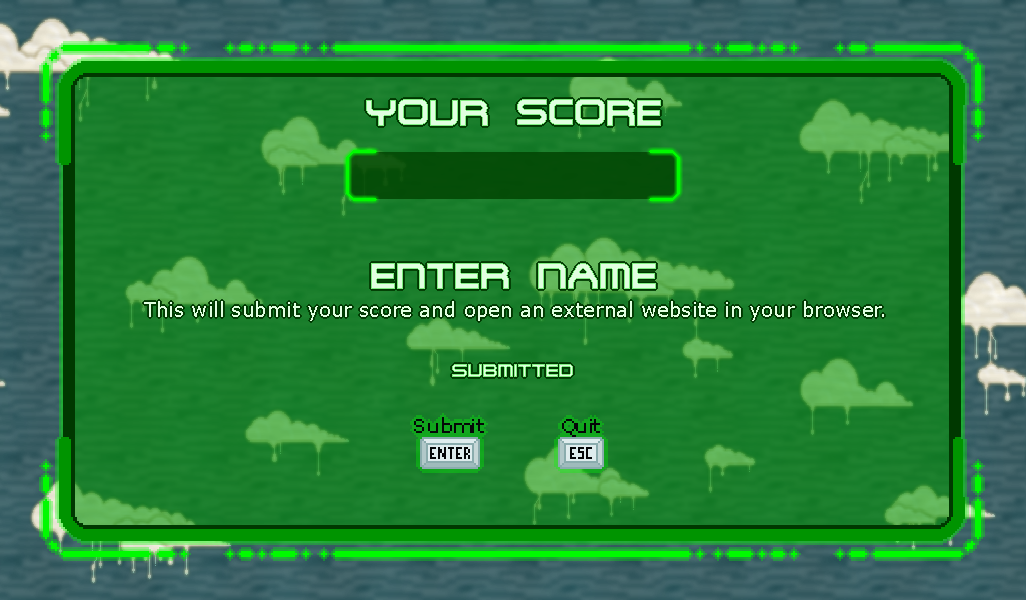 YOUR SCORE
ENTER NAME
This will submit your score and open an external website in your browser.
SUBMITTED
Submit Quit
ENTER ESC